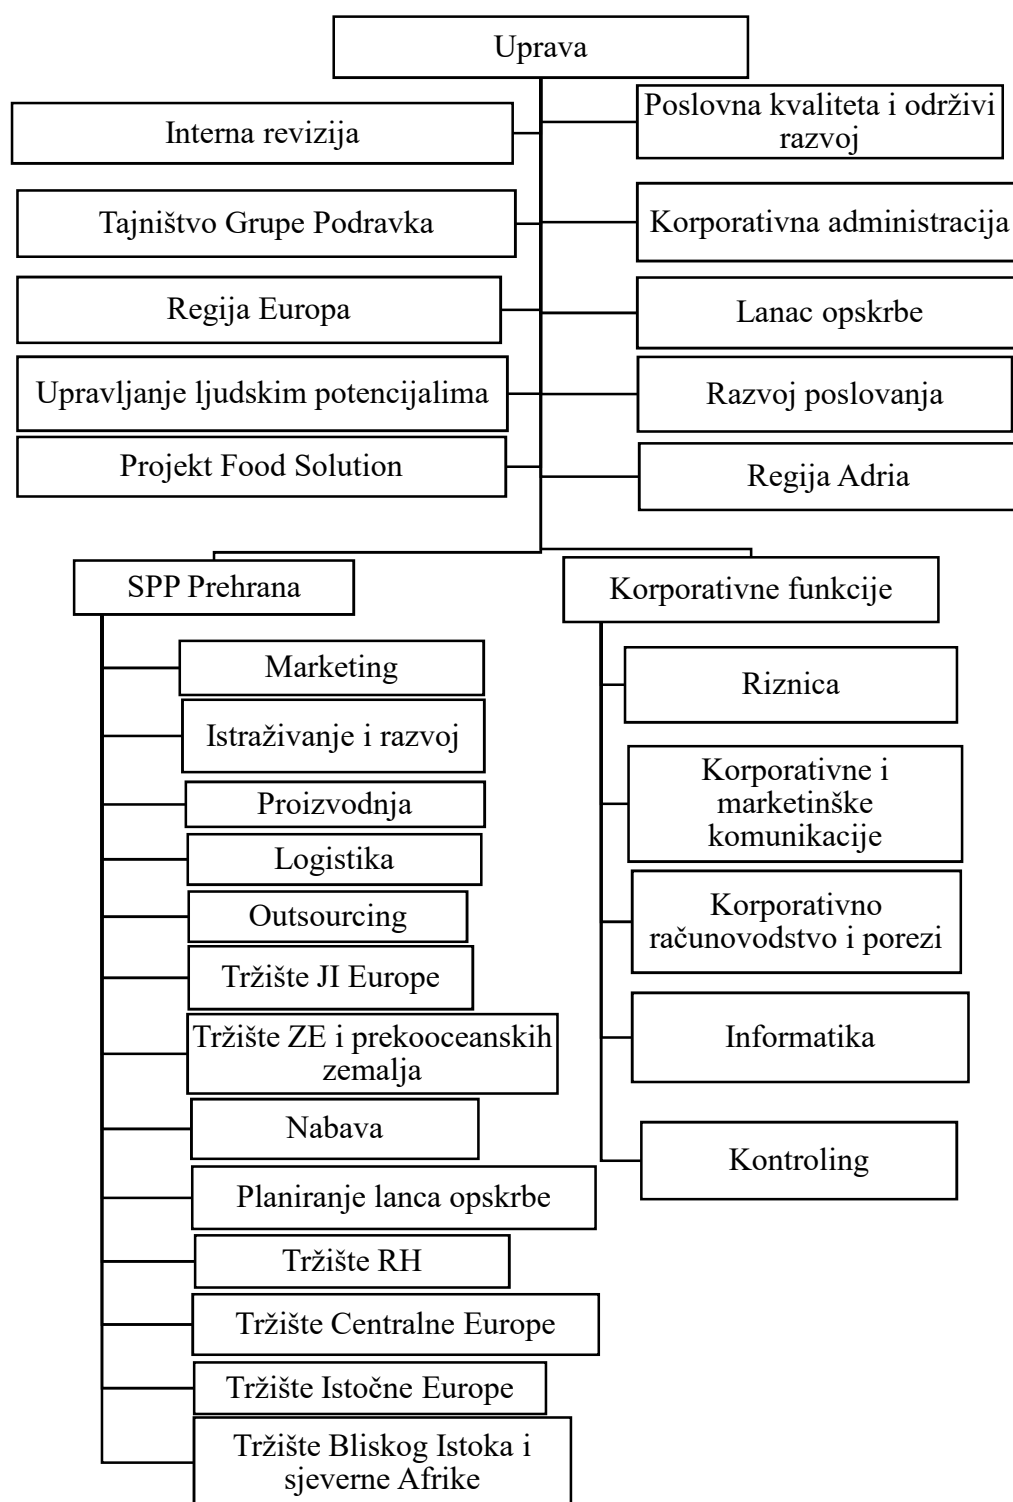 Uprava
Interna revizija
Poslovna kvaliteta i održivi
razvoj
Tajništvo Grupe Podravka
Korporativna administracija
Regija Europa
Lanac opskrbe
Upravljanje ljudskim potencijalima
Razvoj poslovanja
Projekt Food Solution
Regija Adria
SPP Prehrana
Marketing
Istraživanje i razvoj
Proizvodnja
Logistika
Outsourcing
Tržište JI Europe
Tržište ZE i prekooceanskih
zemalja
Nabava
Planiranje lanca opskrbe
Tržište RH
Tržište Centralne Europe
Tržište Istočne Europe
Tržište Bliskog Istoka i
sjeverne Afrike
Korporativne funkcije
Riznica
Korporativne i
marketinške
komunikacije
Korporativno
računovodstvo i porezi
Informatika
Kontroling